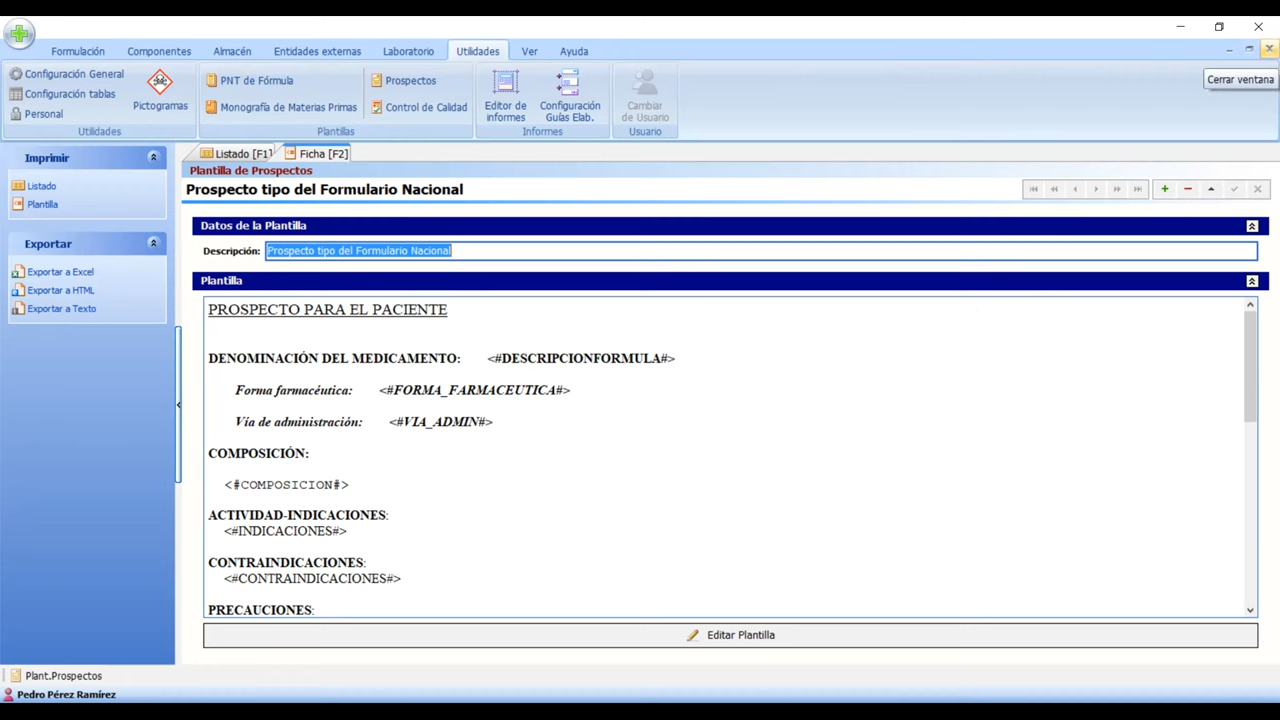 Formulación Componentes Almacén Entidades externas Laboratorio Utilidades Ver Ayuda
Configuración General
Configuración tablas
Personal
Pictogramas
Utilidades
PNT de Fórmula
Monografía de Materias Primas
Prospectos
Control de Calidad
Plantillas
Editor de
informes
Configuración
Guías Elab.
Informes
Cambiar
de Usuario
Usuario
Cerrar ventana
Imprimir
Listado
Plantilla
Exportar
Exportar a Excel
Exportar a HTML
Exportar a Texto
Listado [F1]
Ficha [F2]
Plantilla de Prospectos
Prospecto tipo del Formulario Nacional
Datos de la Plantilla
Descripción: Prospecto tipo del Formulario Nacional
Plantilla
PROSPECTO PARA EL PACIENTE
DENOMINACIÓN DEL MEDICAMENTO: <#DESCRIPCIONFORMULA#>
Forma farmacéutica: <#FORMA_FARMACEUTICA#>
Vía de administración: <#VIA_ADMIN#>
COMPOSICIÓN:
<#COMPOSICION#>
ACTIVIDAD-INDICACIONES:
<#INDICACIONES#>
CONTRAINDICACIONES:
<#CONTRAINDICACIONES#>
PRECAUCIONES:
Editar Plantilla
Plant.Prospectos
Pedro Pérez Ramírez